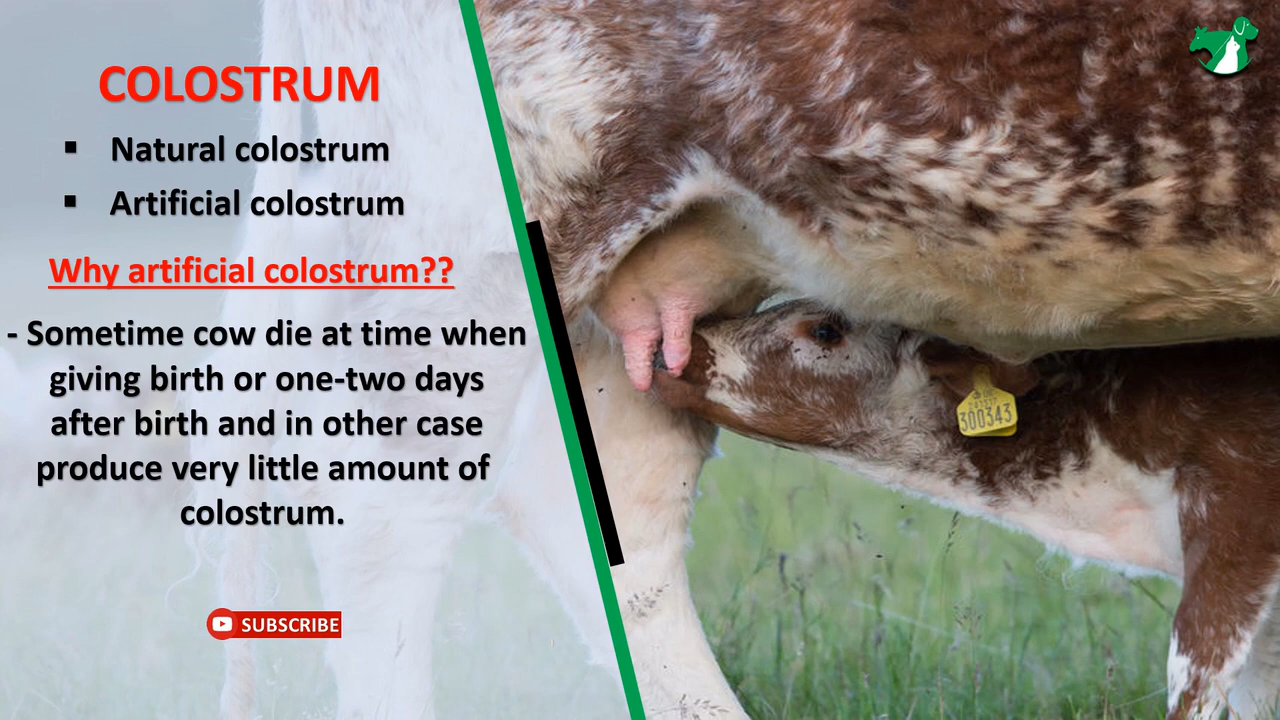 COLOSTRUM
▪ Natural colostrum
▪ Artificial colostrum
Why artificial colostrum??
- Sometime cow die at time when
giving birth or one-two days
after birth and in other case
produce very little amount of
colostrum.
SUBSCRIBE
300343